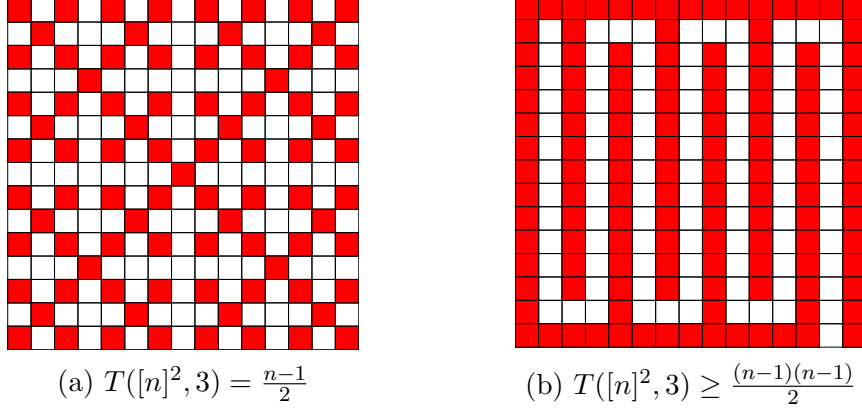 (a) $T([n]^2, 3) = \frac{n-1}{2}$
(b) $T([n]^2, 3) \geq \frac{(n-1)(n-1)}{2}$